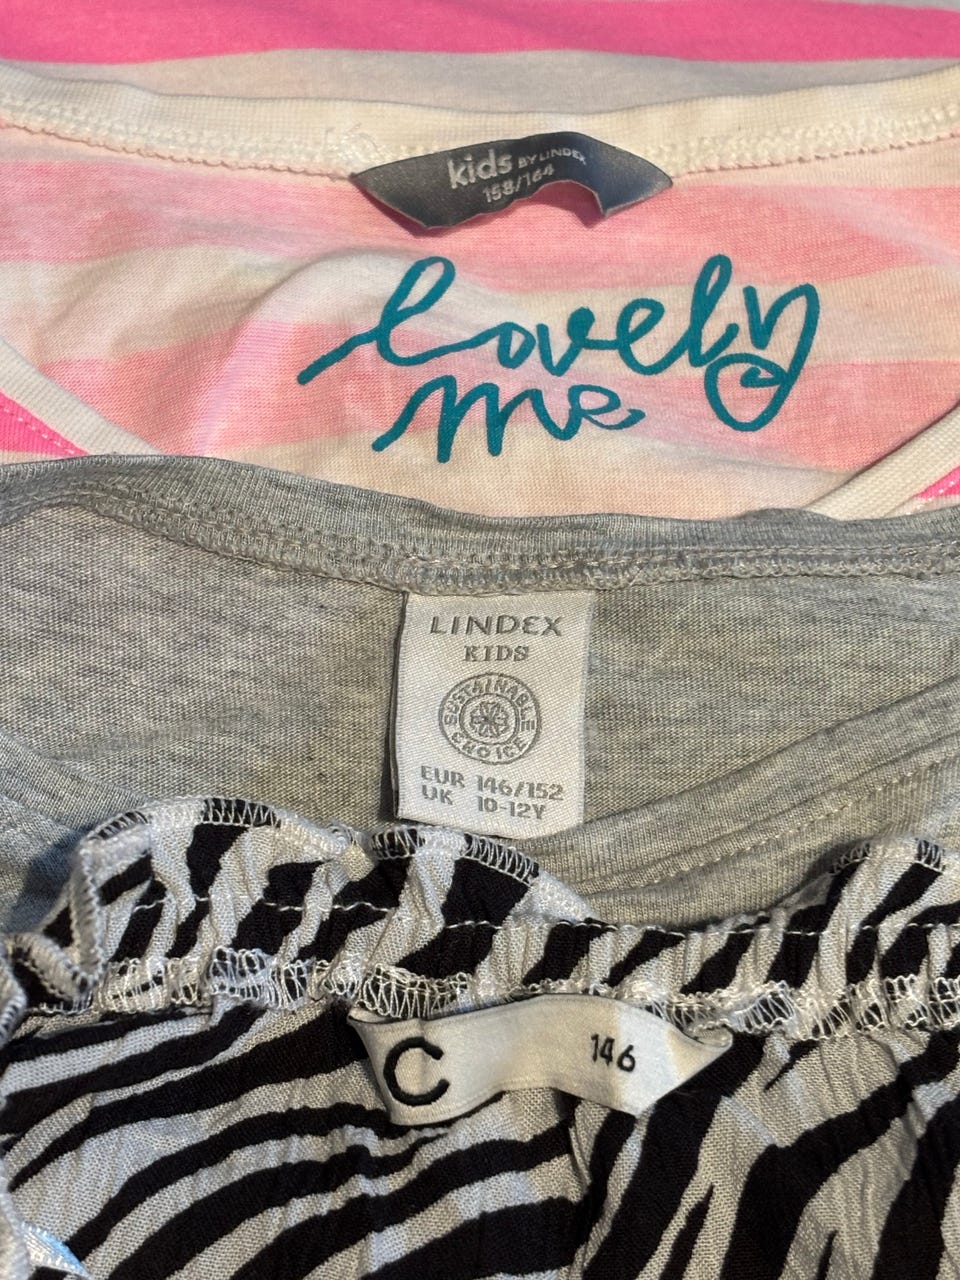 kids BY LINDEX
158/164
lovely
me
LINDEX
KIDS
SUSTAINABLE
CHOICE
EUR 146/152
UK 10-12Y
C 146